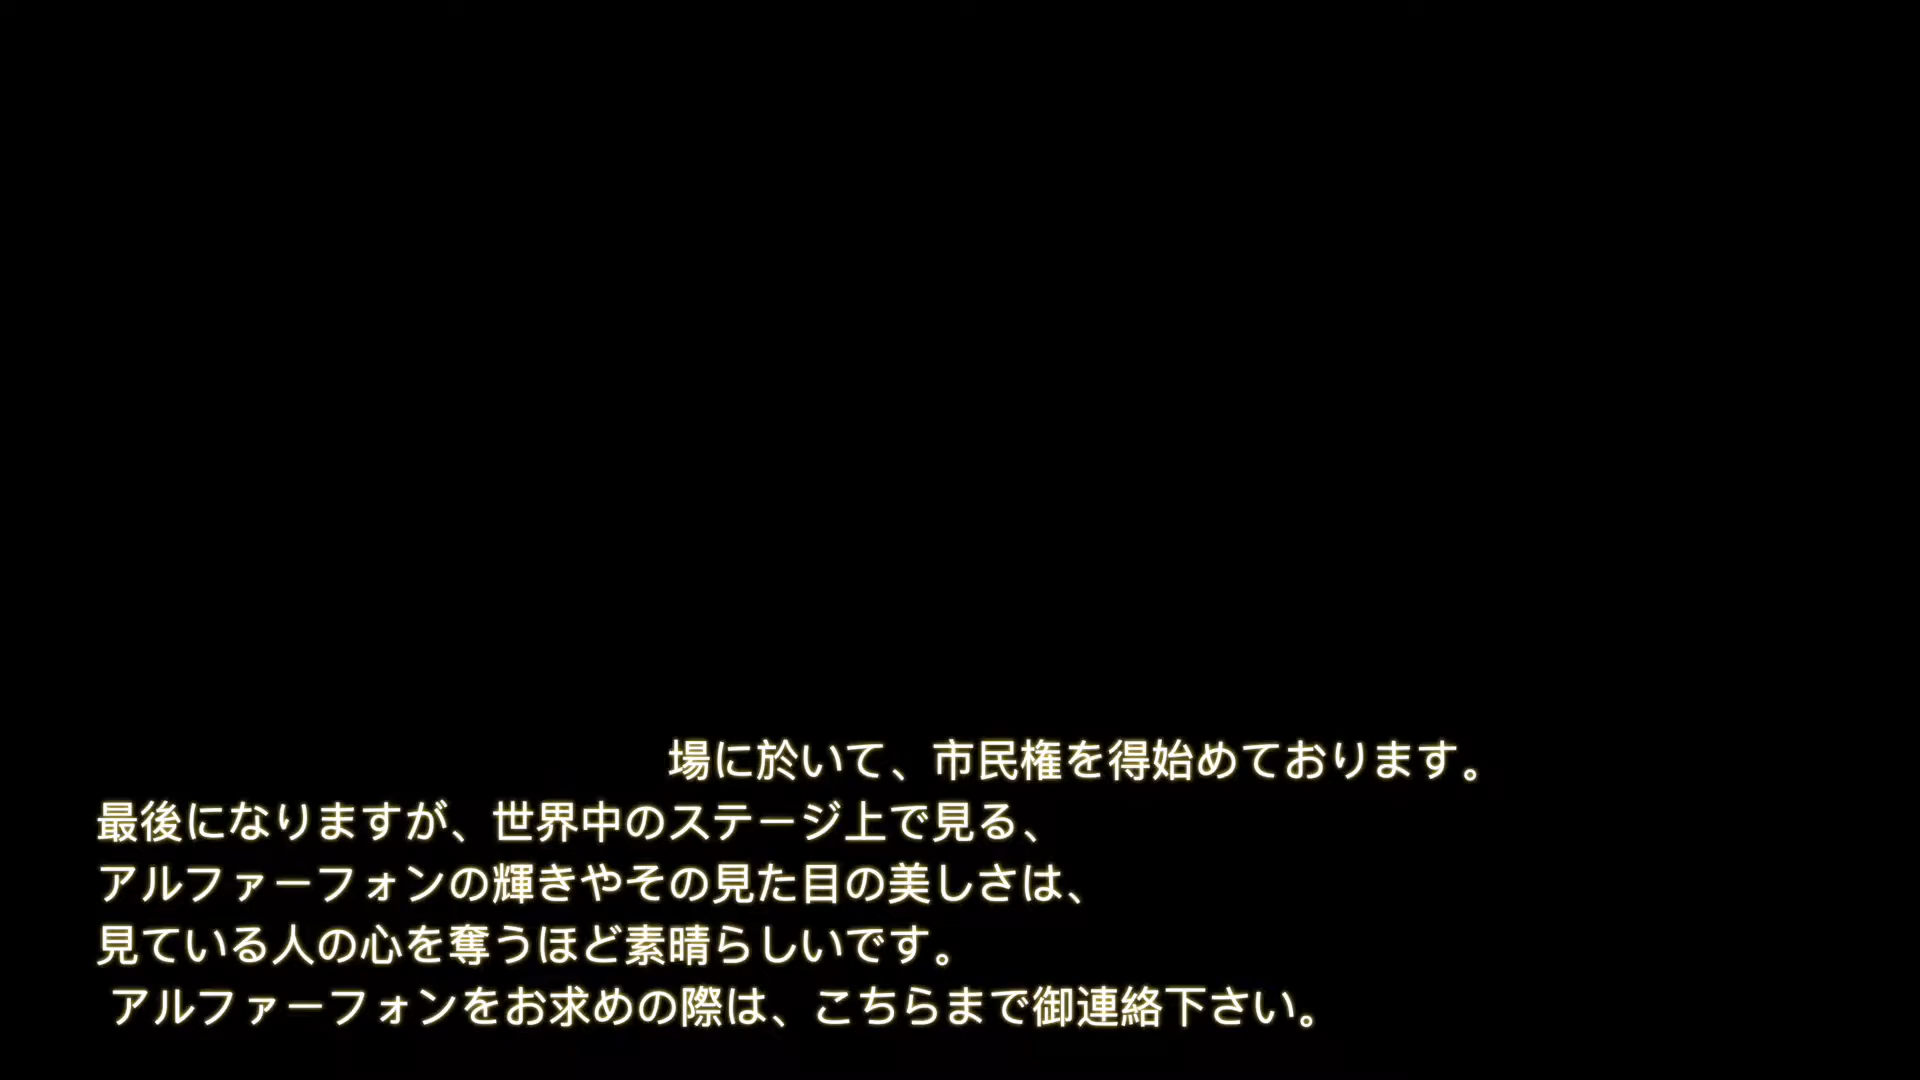 場に於いて、市民権を得始めております。
最後になりますが、世界中のステージ上で見る、
アルファーフォンの輝きやその見た目の美しさは、
見ている人の心を奪うほど素晴らしいです。
アルファーフォンをお求めの際は、こちらまで御連絡下さい。